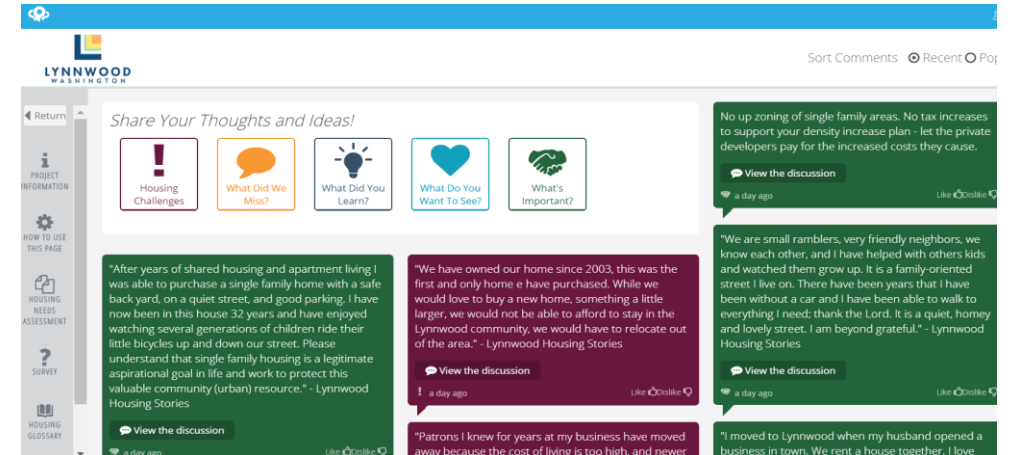 LYNNWOOD
WASHINGTON
Sort Comments Recent Pop
Return
PROJECT
INFORMATION
HOW TO USE
THIS PAGE
HOUSING
NEEDS
ASSESSMENT
SURVEY
HOUSING
GLOSSARY
Share Your Thoughts and Ideas!
Housing
Challenges
What Did We
Miss?
What Did You
Learn?
What Do You
Want To See?
What's
Important?
"After years of shared housing and apartment living I
was able to purchase a single family home with a safe
back yard, on a quiet street, and good parking. I have
now been in this house 32 years and have enjoyed
watching several generations of children ride their
little bicycles up and down our street. Please
understand that single family housing is a legitimate
aspirational goal in life and work to protect this
valuable community (urban) resource." - Lynnwood
Housing Stories
View the discussion
a day ago
Like Dislike
"We have owned our home since 2003, this was the
first and only home e have purchased. While we
would love to buy a new home, something a little
larger, we would not be able to afford to stay in the
Lynnwood community, we would have to relocate out
of the area." - Lynnwood Housing Stories
View the discussion
a day ago
Like Dislike
"Patrons I knew for years at my business have moved
away because the cost of living is too high, and newer
No up zoning of single family areas. No tax increases
to support your density increase plan - let the private
developers pay for the increased costs they cause.
View the discussion
a day ago
Like Dislike
"We are small ramblers, very friendly neighbors, we
know each other, and I have helped with others kids
and watched them grow up. It is a family-oriented
street I live on. There have been years that I have
been without a car and I have been able to walk to
everything I need; thank the Lord. It is a quiet, homey
and lovely street. I am beyond grateful." - Lynnwood
Housing Stories
View the discussion
a day ago
Like Dislike
"I moved to Lynnwood when my husband opened a
business in town. We rent a house together. I love